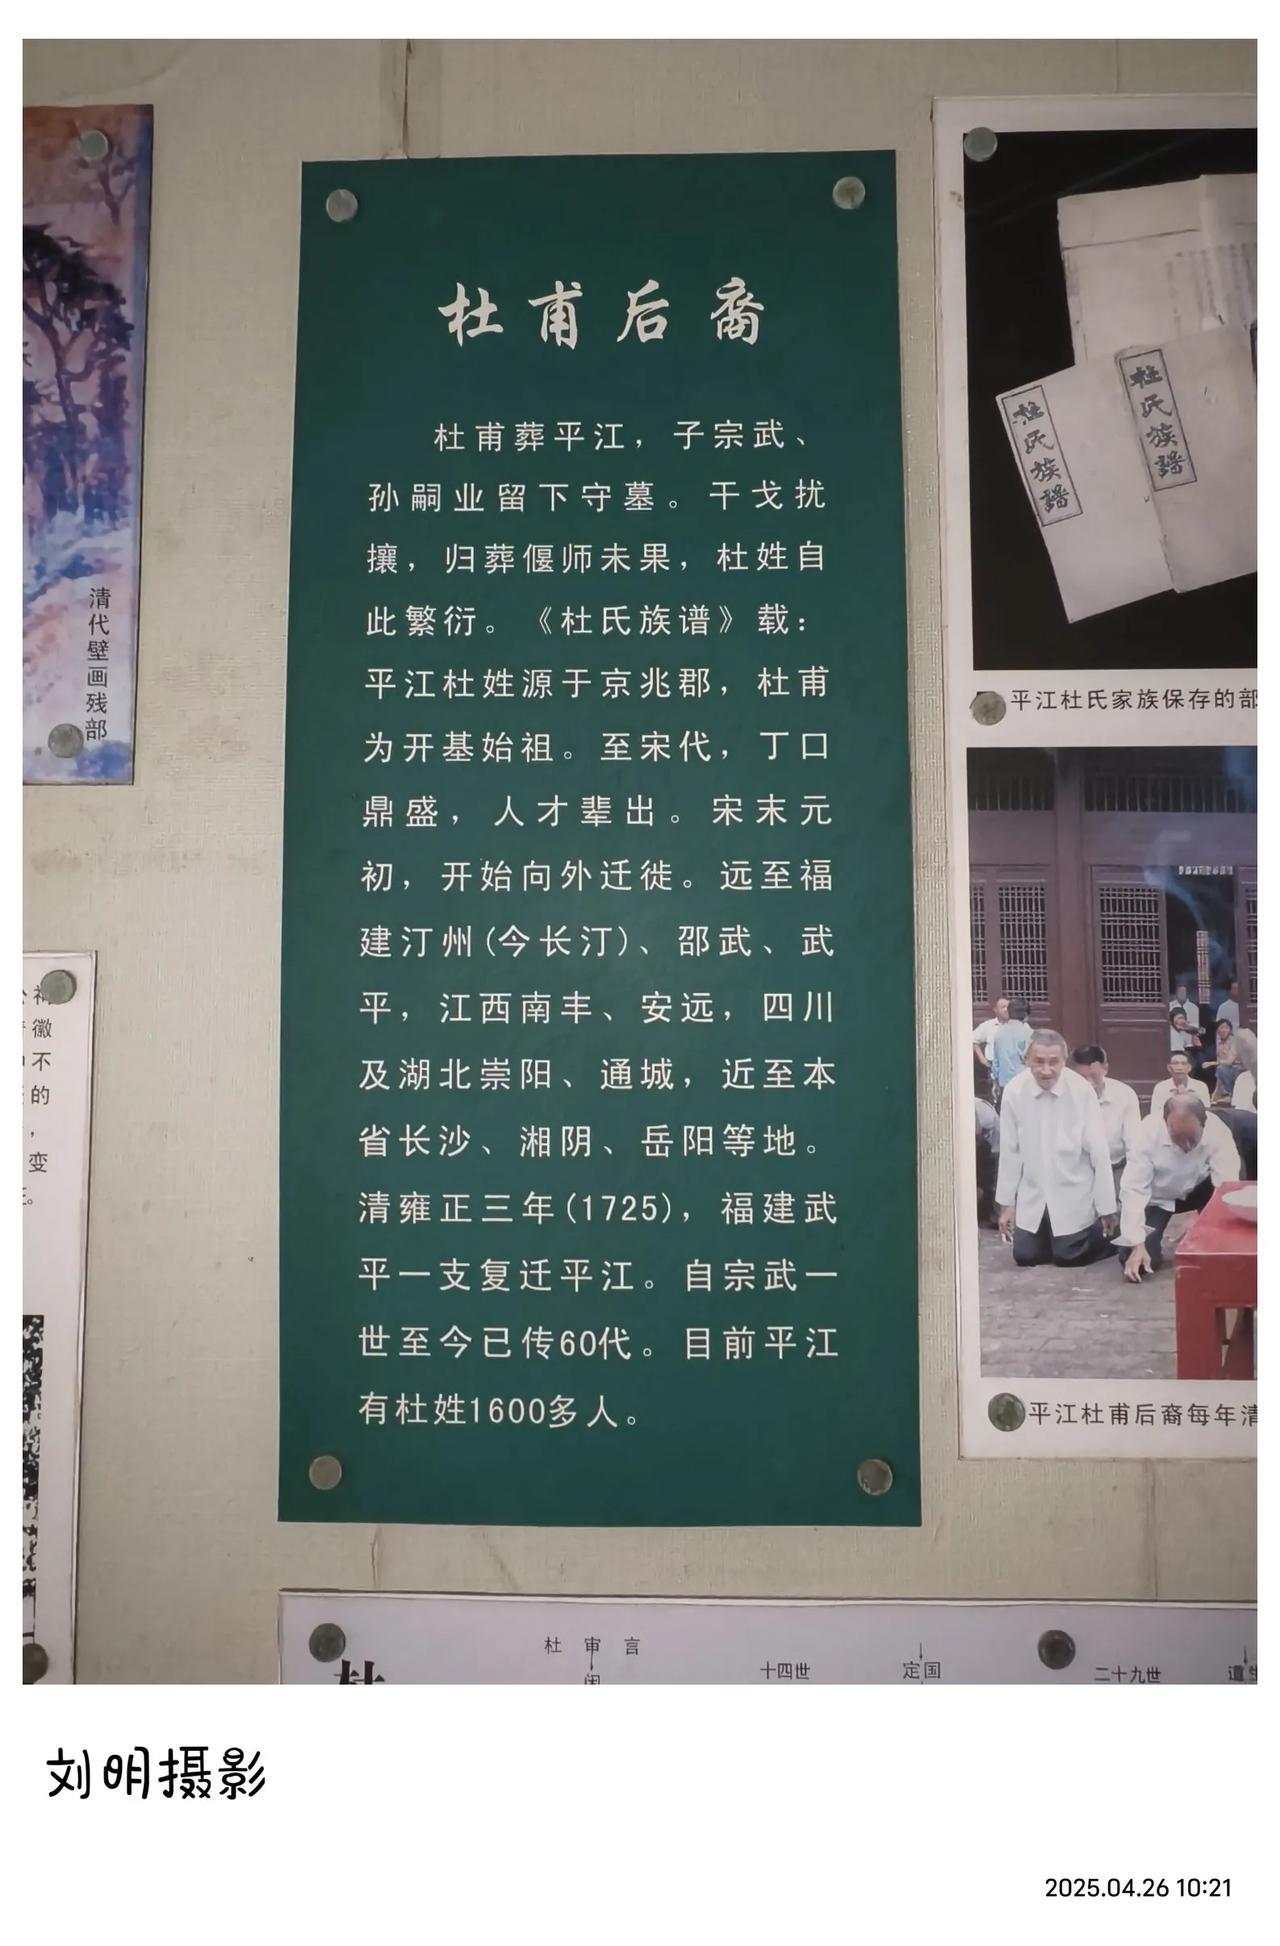 清代壁画残部
徽
不
的
，
变
。
杜甫后裔
杜甫葬平江，子宗武、
孙嗣业留下守墓。干戈扰
攘，归葬偃师未果，杜姓自
此繁衍。《杜氏族谱》载：
平江杜姓源于京兆郡，杜甫
为开基始祖。至宋代，丁口
鼎盛，人才辈出。宋末元
初，开始向外迁徙。远至福
建汀州(今长汀)、邵武、武
平，江西南丰、安远，四川
及湖北崇阳、通城，近至本
省长沙、湘阴、岳阳等地。
清雍正三年(1725)，福建武
平一支复迁平江。自宗武一
世至今已传60代。目前平江
有杜姓1600多人。
杜氏族谱
杜氏族谱
平江杜氏家族保存的部
平江杜甫后裔每年清
杜审言
十四世
定国
二十九世
刘明摄影
2025.04.26 10:21